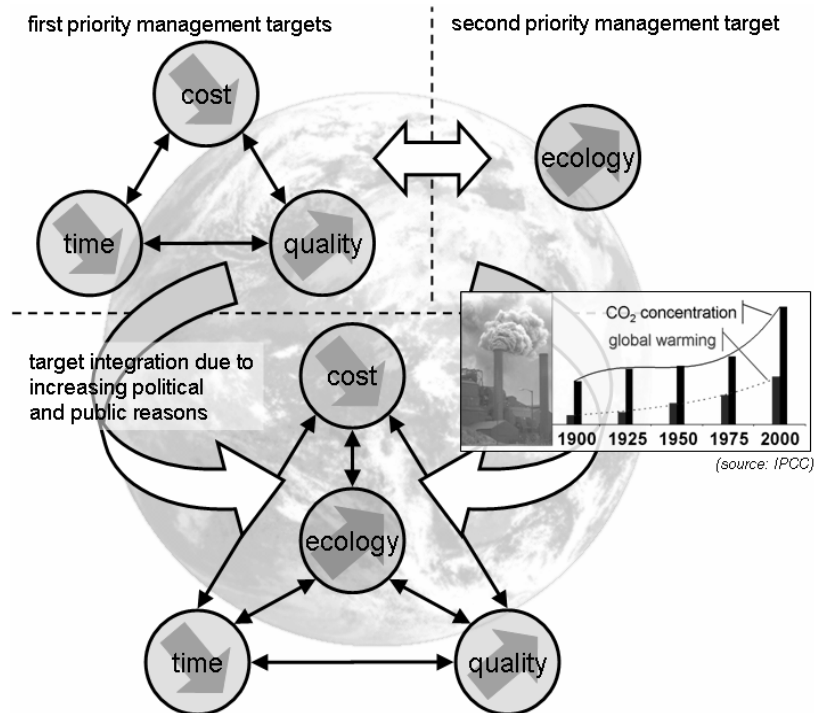 first priority management targets
second priority management target
cost
ecology
time
quality
CO₂ concentration
global warming
1900 1925 1950 1975 2000
(source: IPCC)
target integration due to
increasing political
and public reasons
cost
ecology
time
quality